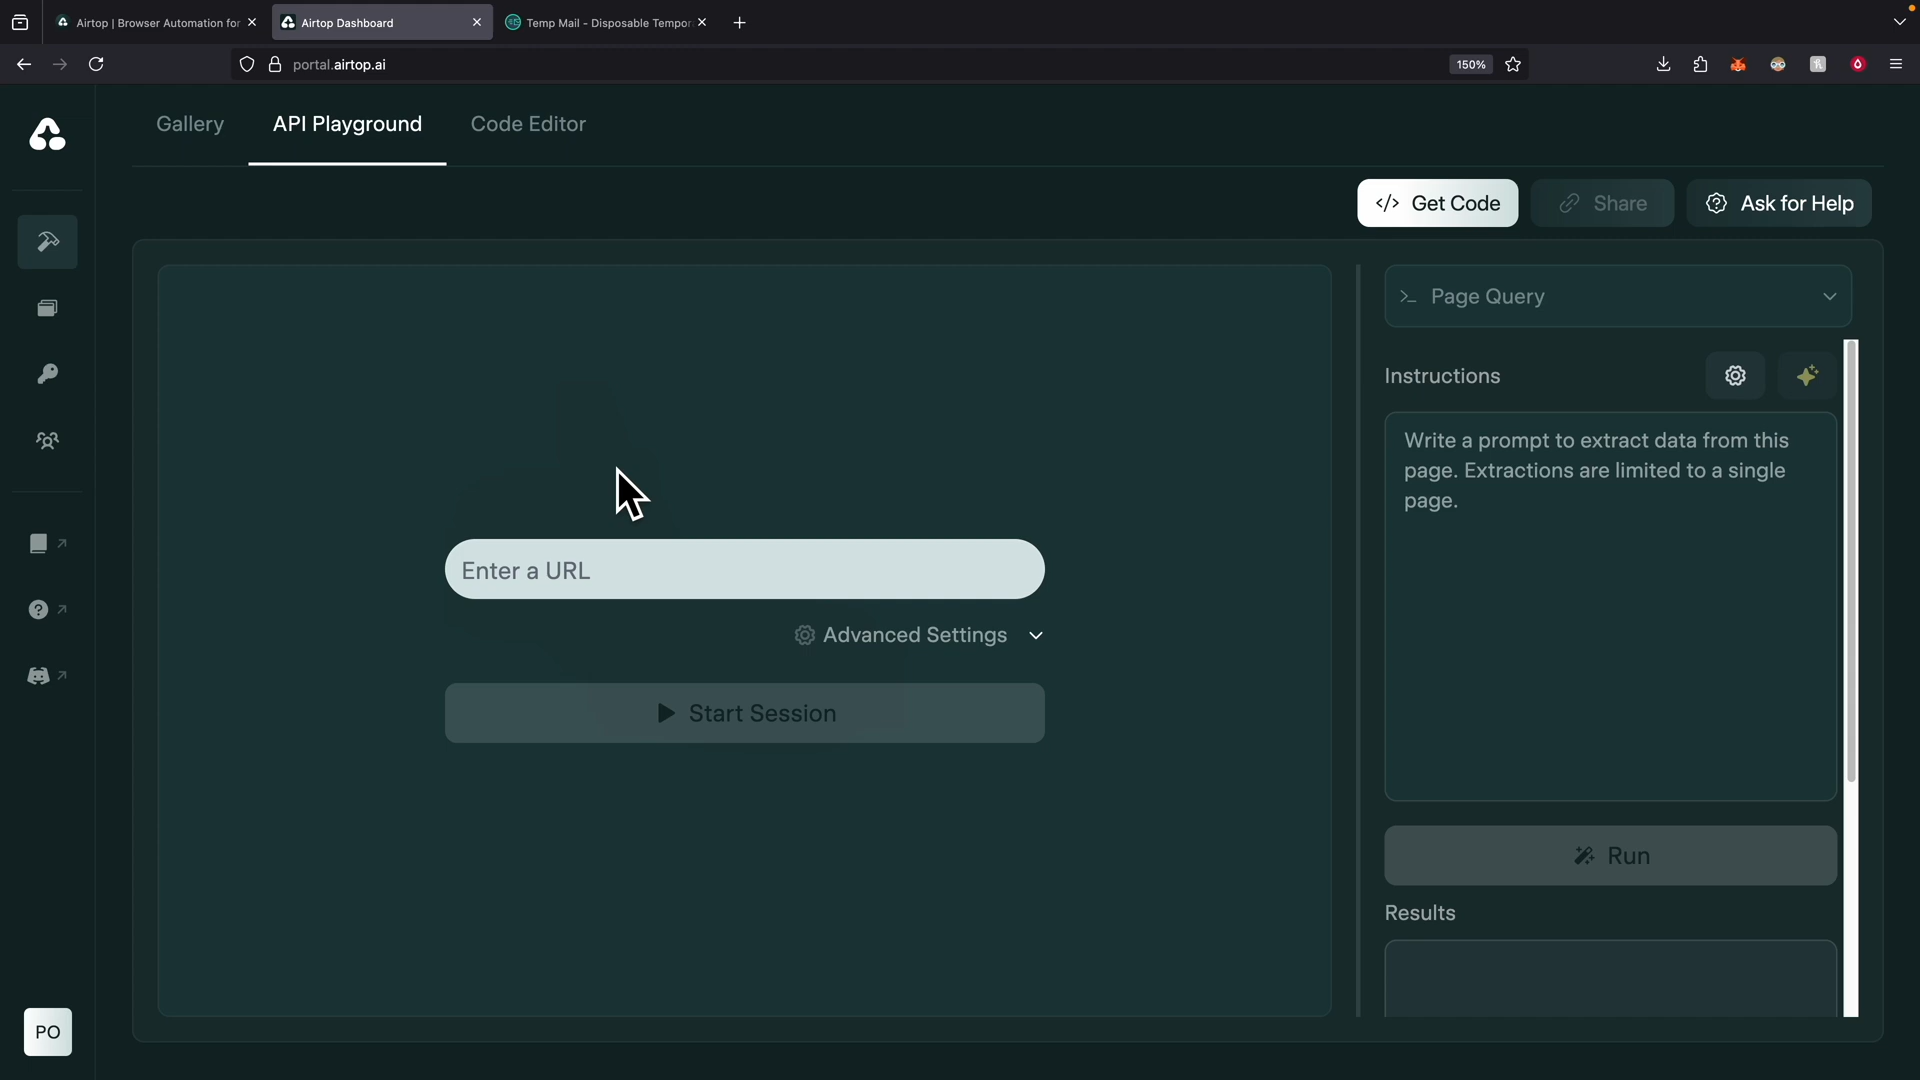 Airtop | Browser Automation for
Airtop Dashboard
Temp Mail - Disposable Tempor
portal.airtop.ai
150%
Gallery
API Playground
Code Editor
</> Get Code
Share
Ask for Help
>_ Page Query
Instructions
Write a prompt to extract data from this
page. Extractions are limited to a single
page.
Enter a URL
Advanced Settings
Start Session
Run
Results
PO